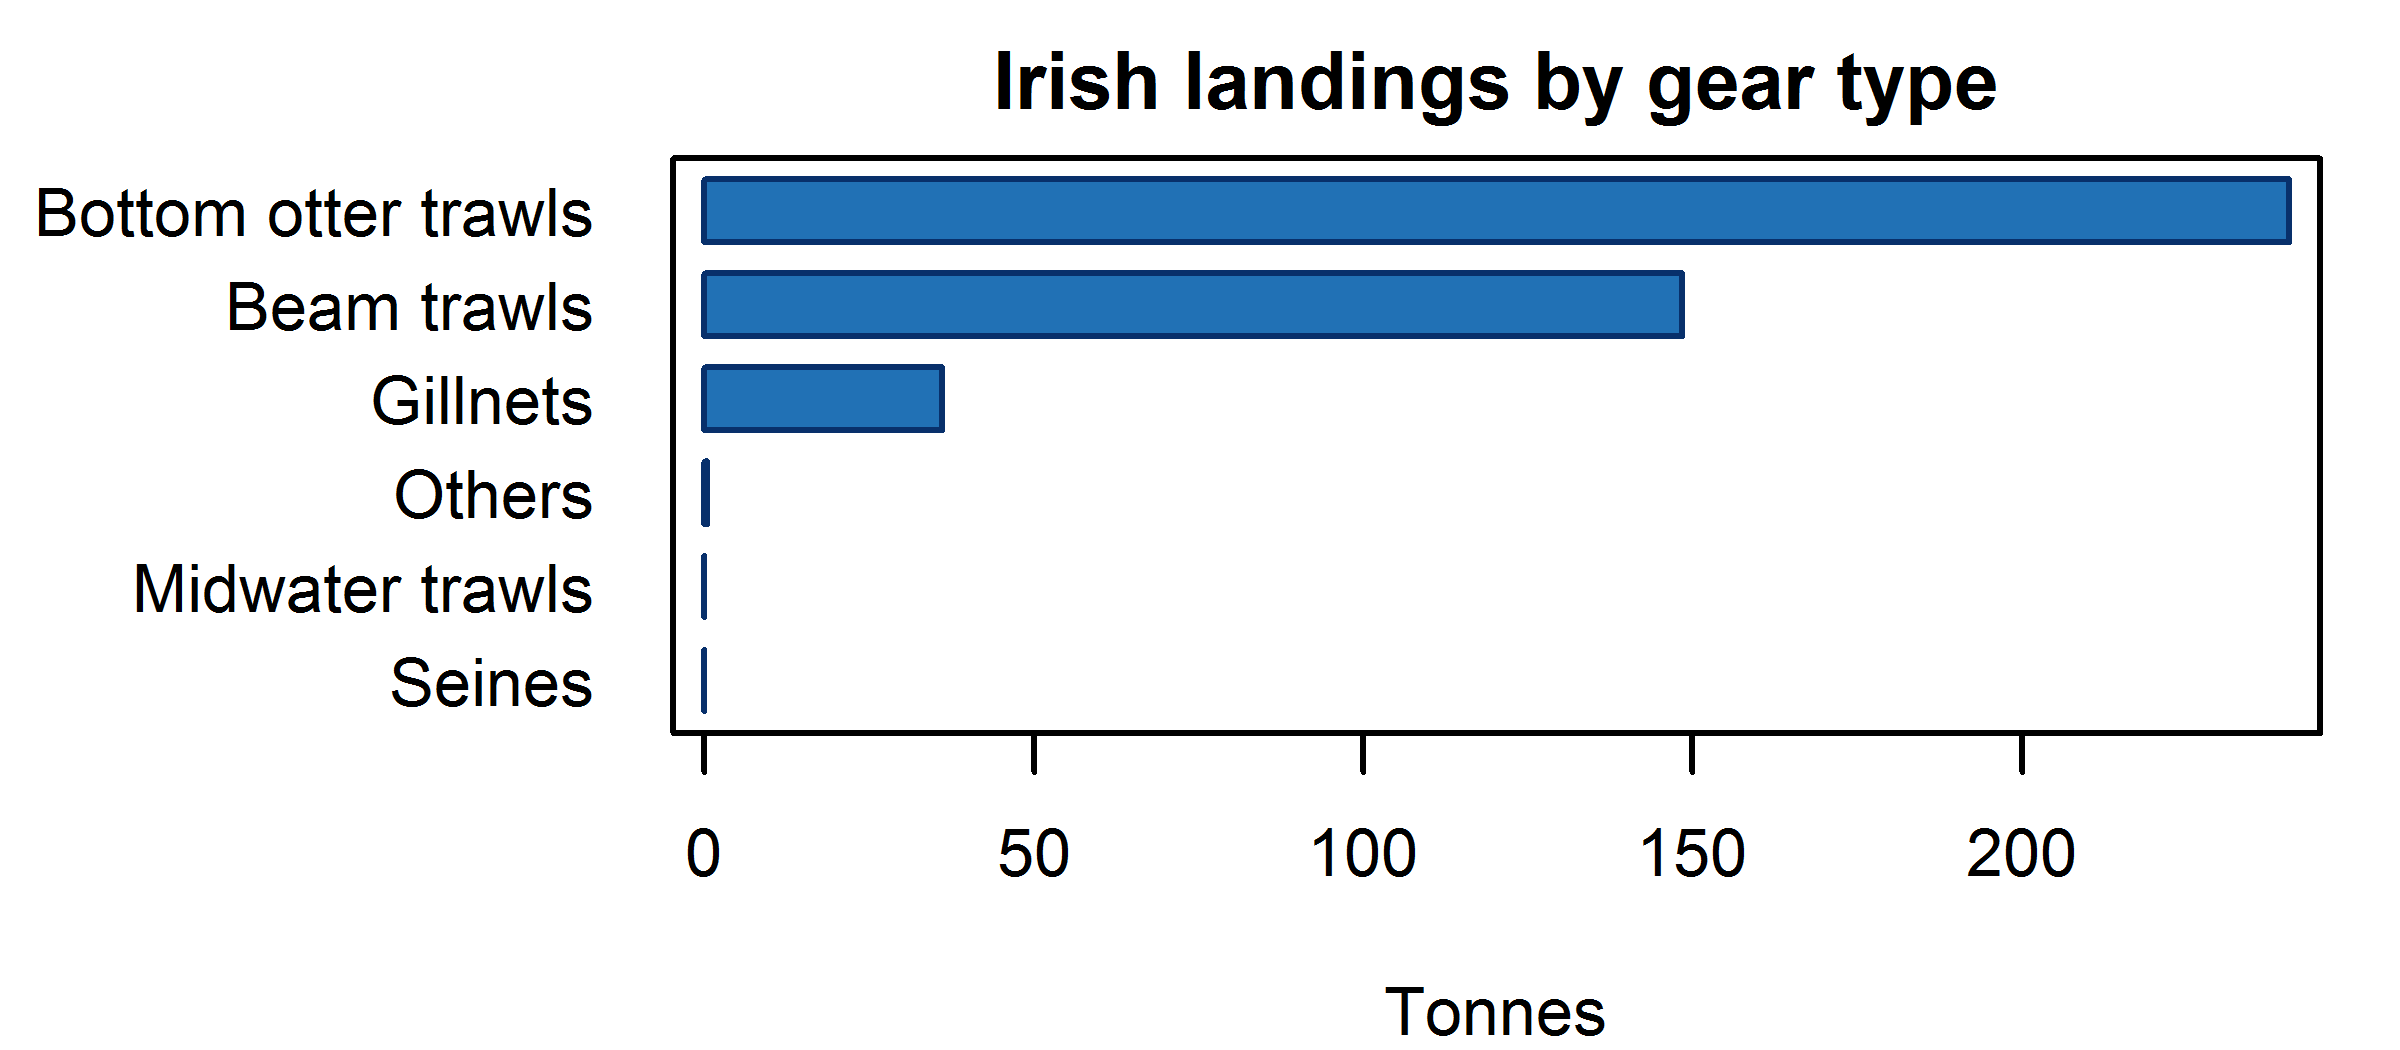 Irish landings by gear type
Bottom otter trawls
Beam trawls
Gillnets
Others
Midwater trawls
Seines
0 50 100 150 200
Tonnes